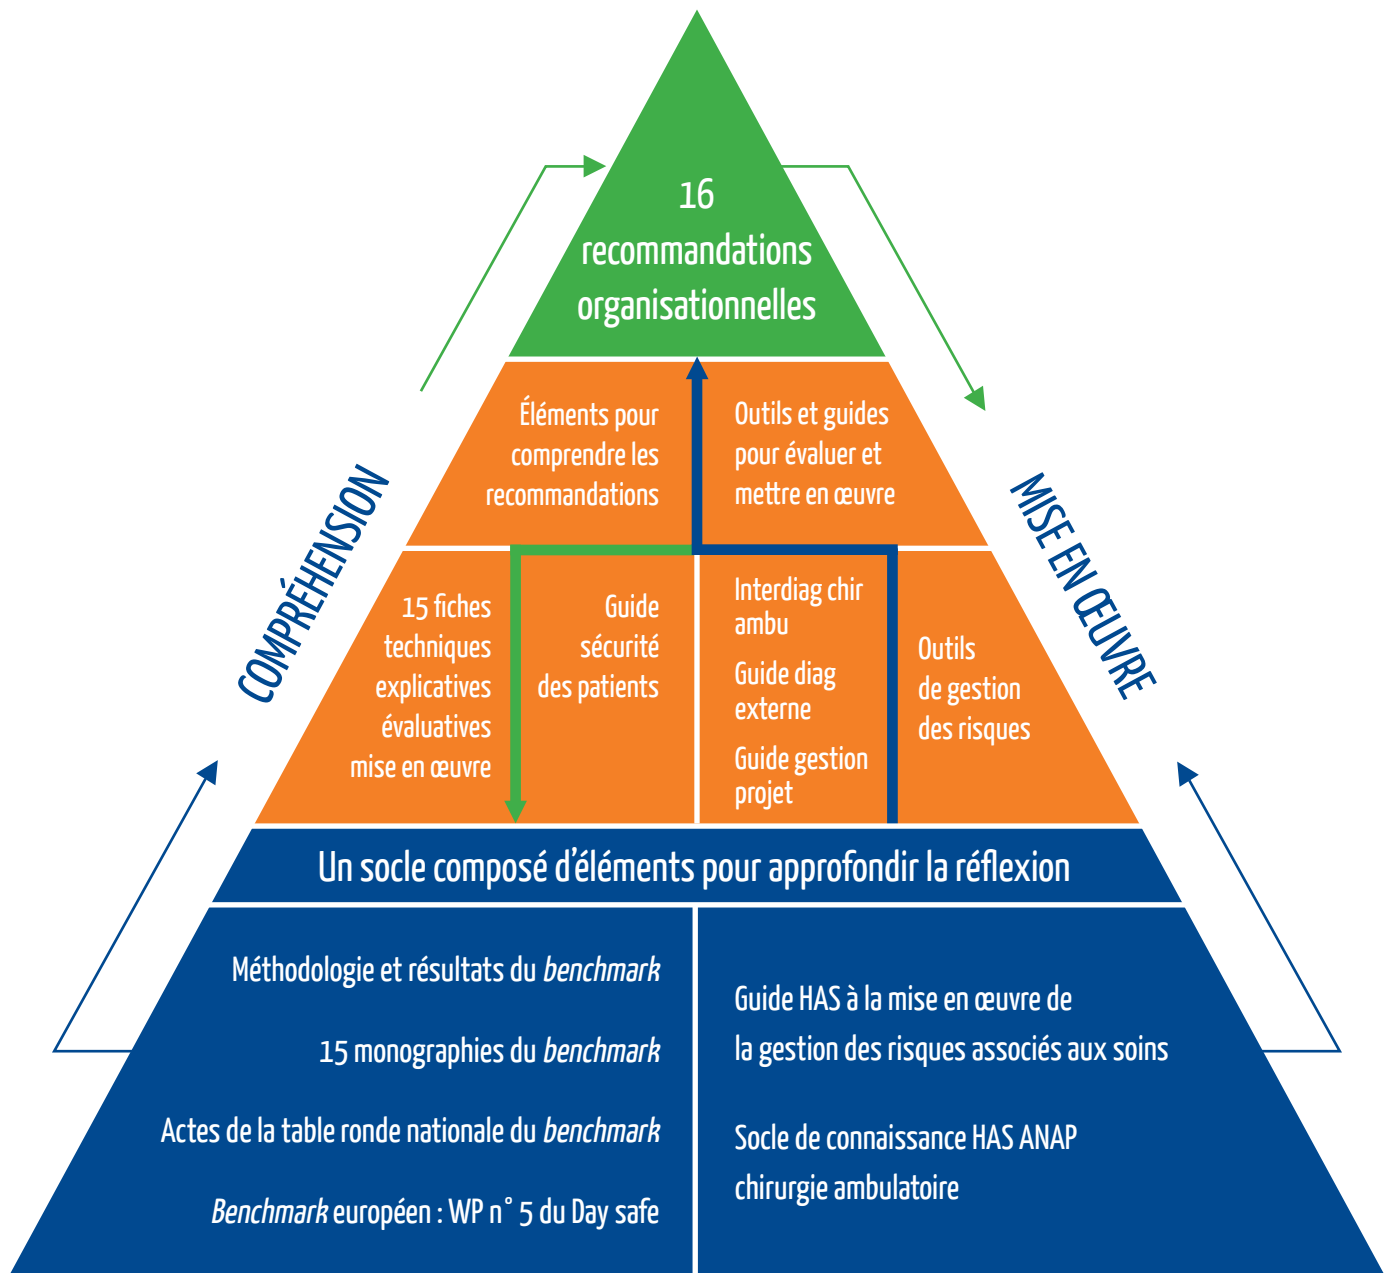 16
recommandations
organisationnelles
Éléments pour
comprendre les
recommandations
Outils et guides
pour évaluer et
mettre en œuvre
COMPRÉHENSION
MISE EN ŒUVRE
15 fiches
techniques
explicatives
évaluatives
mise en œuvre
Guide
sécurité
des patients
Interdiag chir
ambu
Guide diag
externe
Guide gestion
projet
Outils
de gestion
des risques
Un socle composé d'éléments pour approfondir la réflexion
Méthodologie et résultats du benchmark
15 monographies du benchmark
Actes de la table ronde nationale du benchmark
Benchmark européen : WP n° 5 du Day safe
Guide HAS à la mise en œuvre de
la gestion des risques associés aux soins
Socle de connaissance HAS ANAP
chirurgie ambulatoire